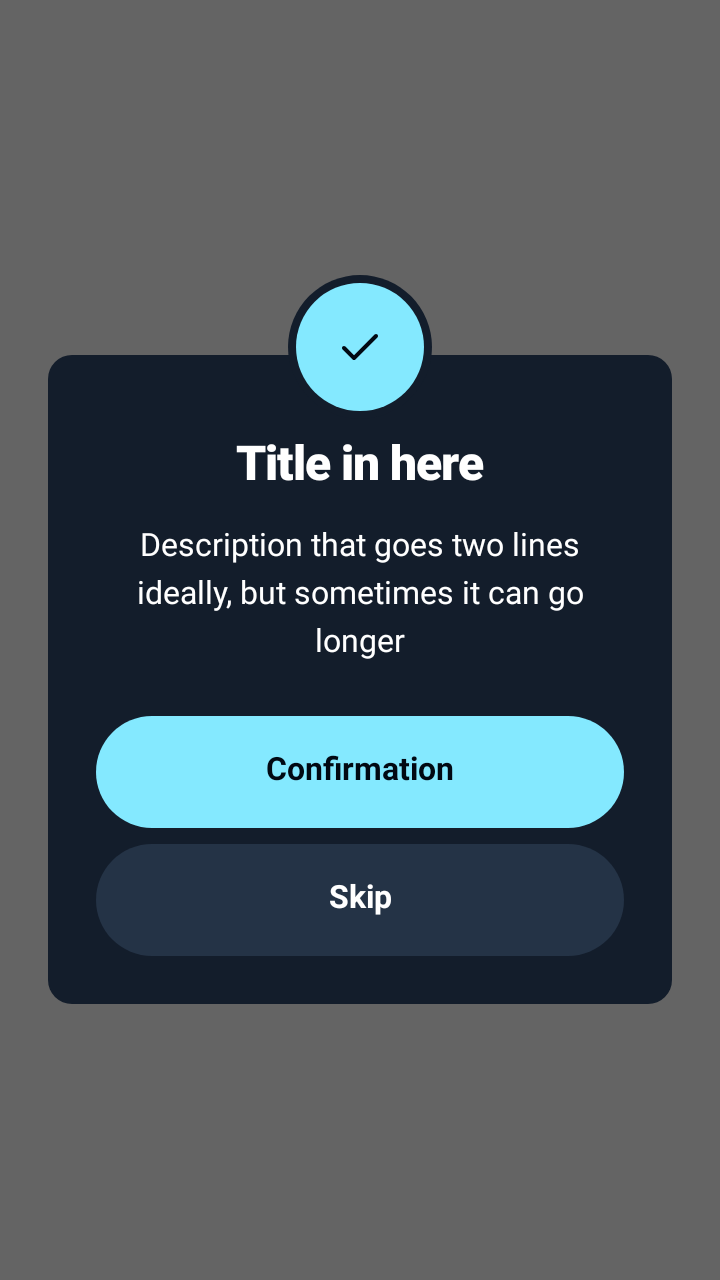 Title in here
Description that goes two lines
ideally, but sometimes it can go
longer
Confirmation
Skip